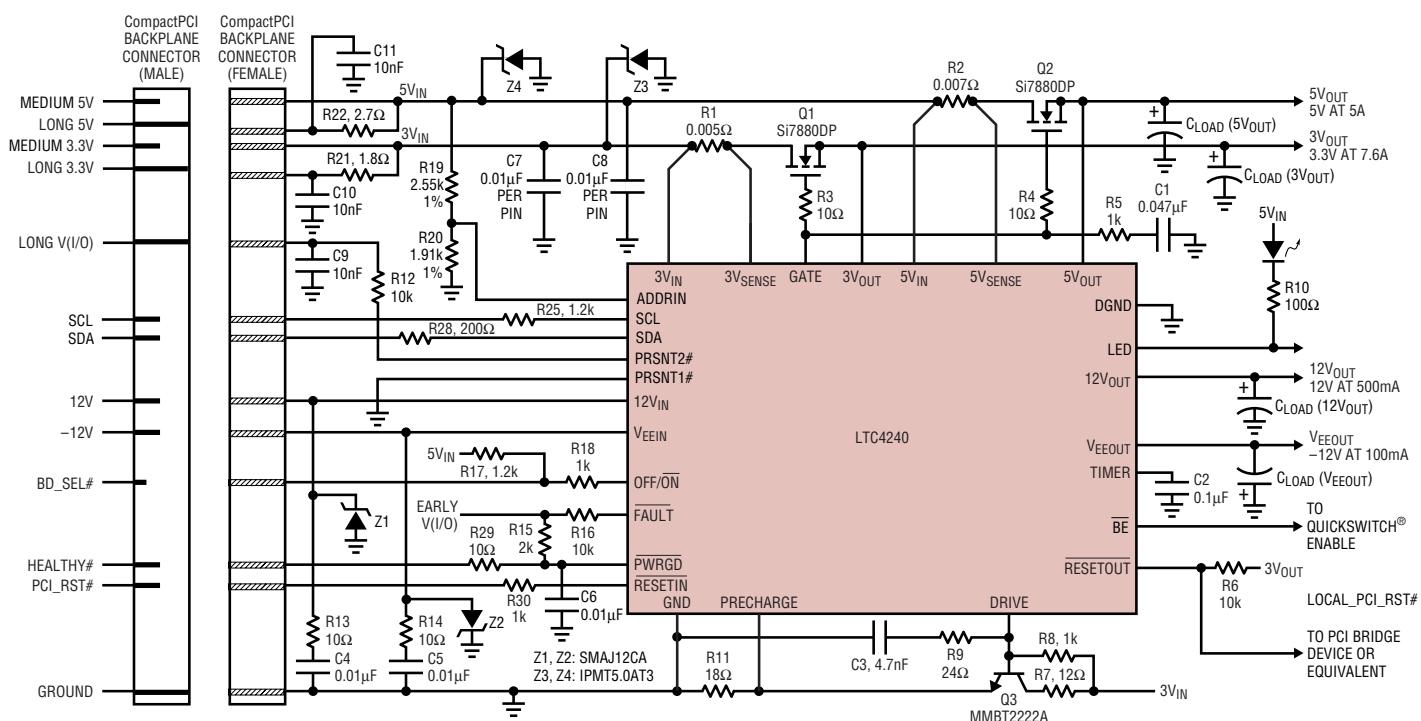 CompactPCI
BACKPLANE
CONNECTOR
(MALE)
CompactPCI
BACKPLANE
CONNECTOR
(FEMALE)
MEDIUM 5V
LONG 5V
MEDIUM 3.3V
LONG 3.3V
LONG V(I/O)
SCL
SDA
12V
–12V
BD_SEL#
HEALTHY#
PCI_RST#
GROUND
C11
10nF
R22, 2.7Ω
5VIN
3VIN
R21, 1.8Ω
C10
10nF
C9
10nF
R12
10k
R19
2.55k
1%
R20
1.91k
1%
Z4
Z3
C7
0.01µF
PER
PIN
C8
0.01µF
PER
PIN
R1
0.005Ω
Q1
Si7880DP
R3
10Ω
R2
0.007Ω
Q2
Si7880DP
R4
10Ω
R5
1k
C1
0.047µF
5VOUT
5V AT 5A
CLOAD (5VOUT)
3VOUT
3.3V AT 7.6A
CLOAD (3VOUT)
5VIN
R10
100Ω
R25, 1.2k
R28, 200Ω
3VIN
3VSENSE
GATE
3VOUT
5VIN
5VSENSE
5VOUT
ADDRIN
SCL
SDA
PRSNT2#
PRSNT1#
12VIN
VEEIN
OFF/ON
FAULT
PWRGD
RESETIN
GND
PRECHARGE
DRIVE
LTC4240
DGND
LED
12VOUT
VEEOUT
TIMER
BE
RESETOUT
12VOUT
12V AT 500mA
CLOAD (12VOUT)
VEEOUT
–12V AT 100mA
CLOAD (VEEOUT)
C2
0.1µF
TO
QUICKSWITCH®
ENABLE
R6
10k
3VOUT
LOCAL_PCI_RST#
TO PCI BRIDGE
DEVICE OR
EQUIVALENT
5VIN
R17, 1.2k
R18
1k
EARLY
V(I/O)
R15
2k
R16
10k
R29
10Ω
R30
1k
C6
0.01µF
Z1
Z2
R13
10Ω
C4
0.01µF
R14
10Ω
C5
0.01µF
Z1, Z2: SMAJ12CA
Z3, Z4: IPMT5.0AT3
R11
18Ω
C3, 4.7nF
R9
24Ω
R8, 1k
R7, 12Ω
Q3
MMBT2222A
3VIN